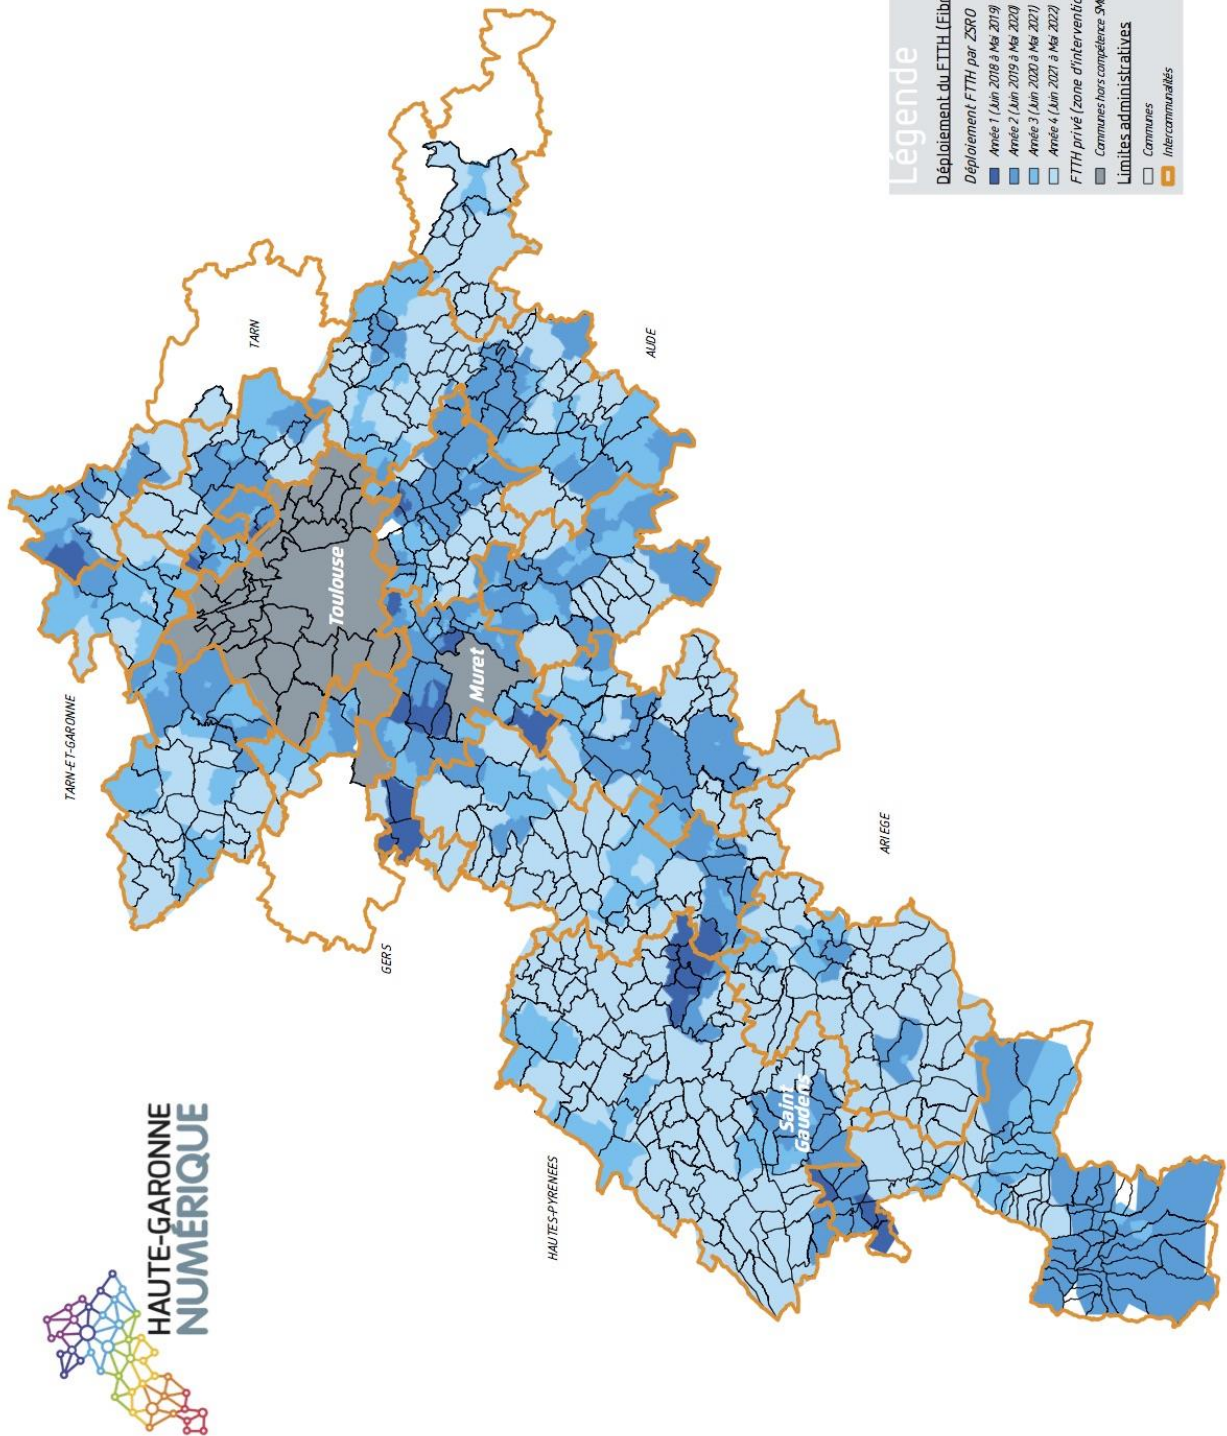 HAUTE-GARONNE
NUMÉRIQUE
TARN-ET-GARONNE
TARN
AUDE
GERS
HAUTES-PYRENEES
ARIEGE
Toulouse
Muret
Saint
Gaudens
Légende
Déploiement du FTTH (Fibr
Déploiement FTTH par ZSRO
Année 1 (Juin 2018 à Mai 2019)
Année 2 (Juin 2019 à Mai 2020)
Année 3 (Juin 2020 à Mai 2021)
Année 4 (Juin 2021 à Mai 2022)
FTTH privé (zone d'interventio
Communes hors compétence SM
Limites administratives
Communes
Intercommunalités